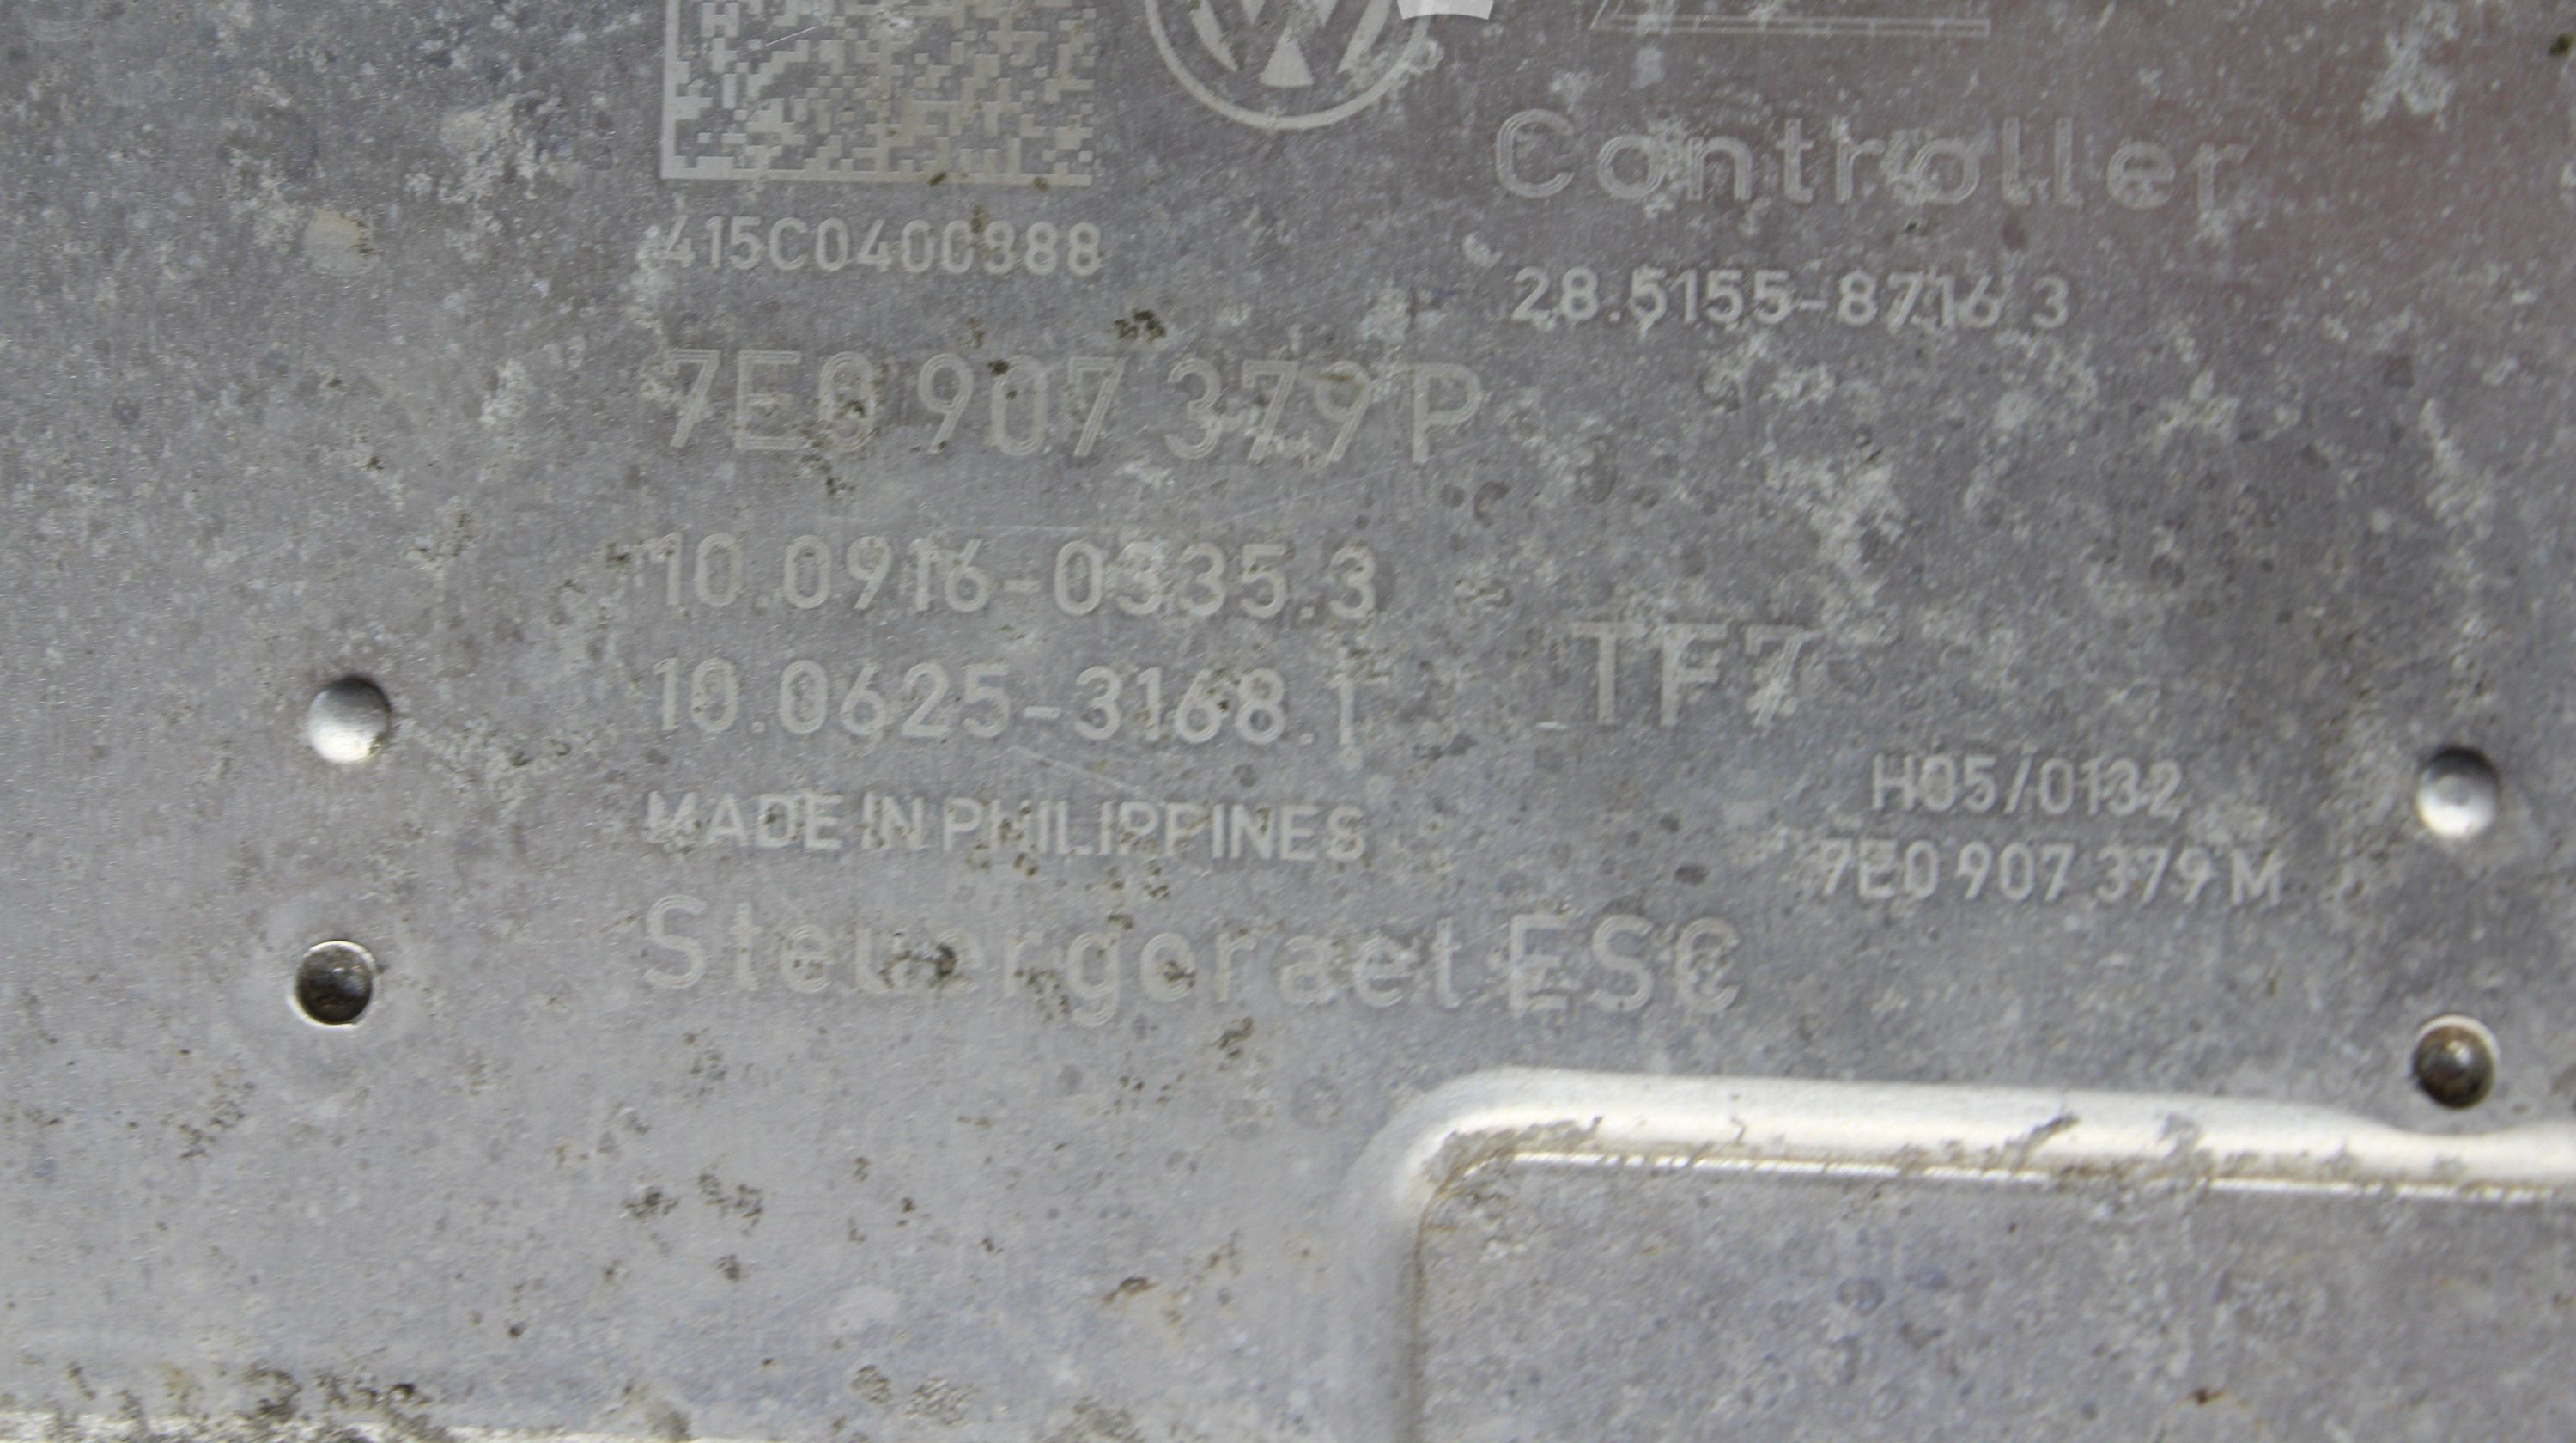 Controller
415C0400388
28.5155-8716.3
7E0 907 379 P
10.0916-0335.3
10.0625-3168.1
TF7
MADE IN PHILIPPINES
H05/0132
7E0 907 379 M
Steuergeraet ESC